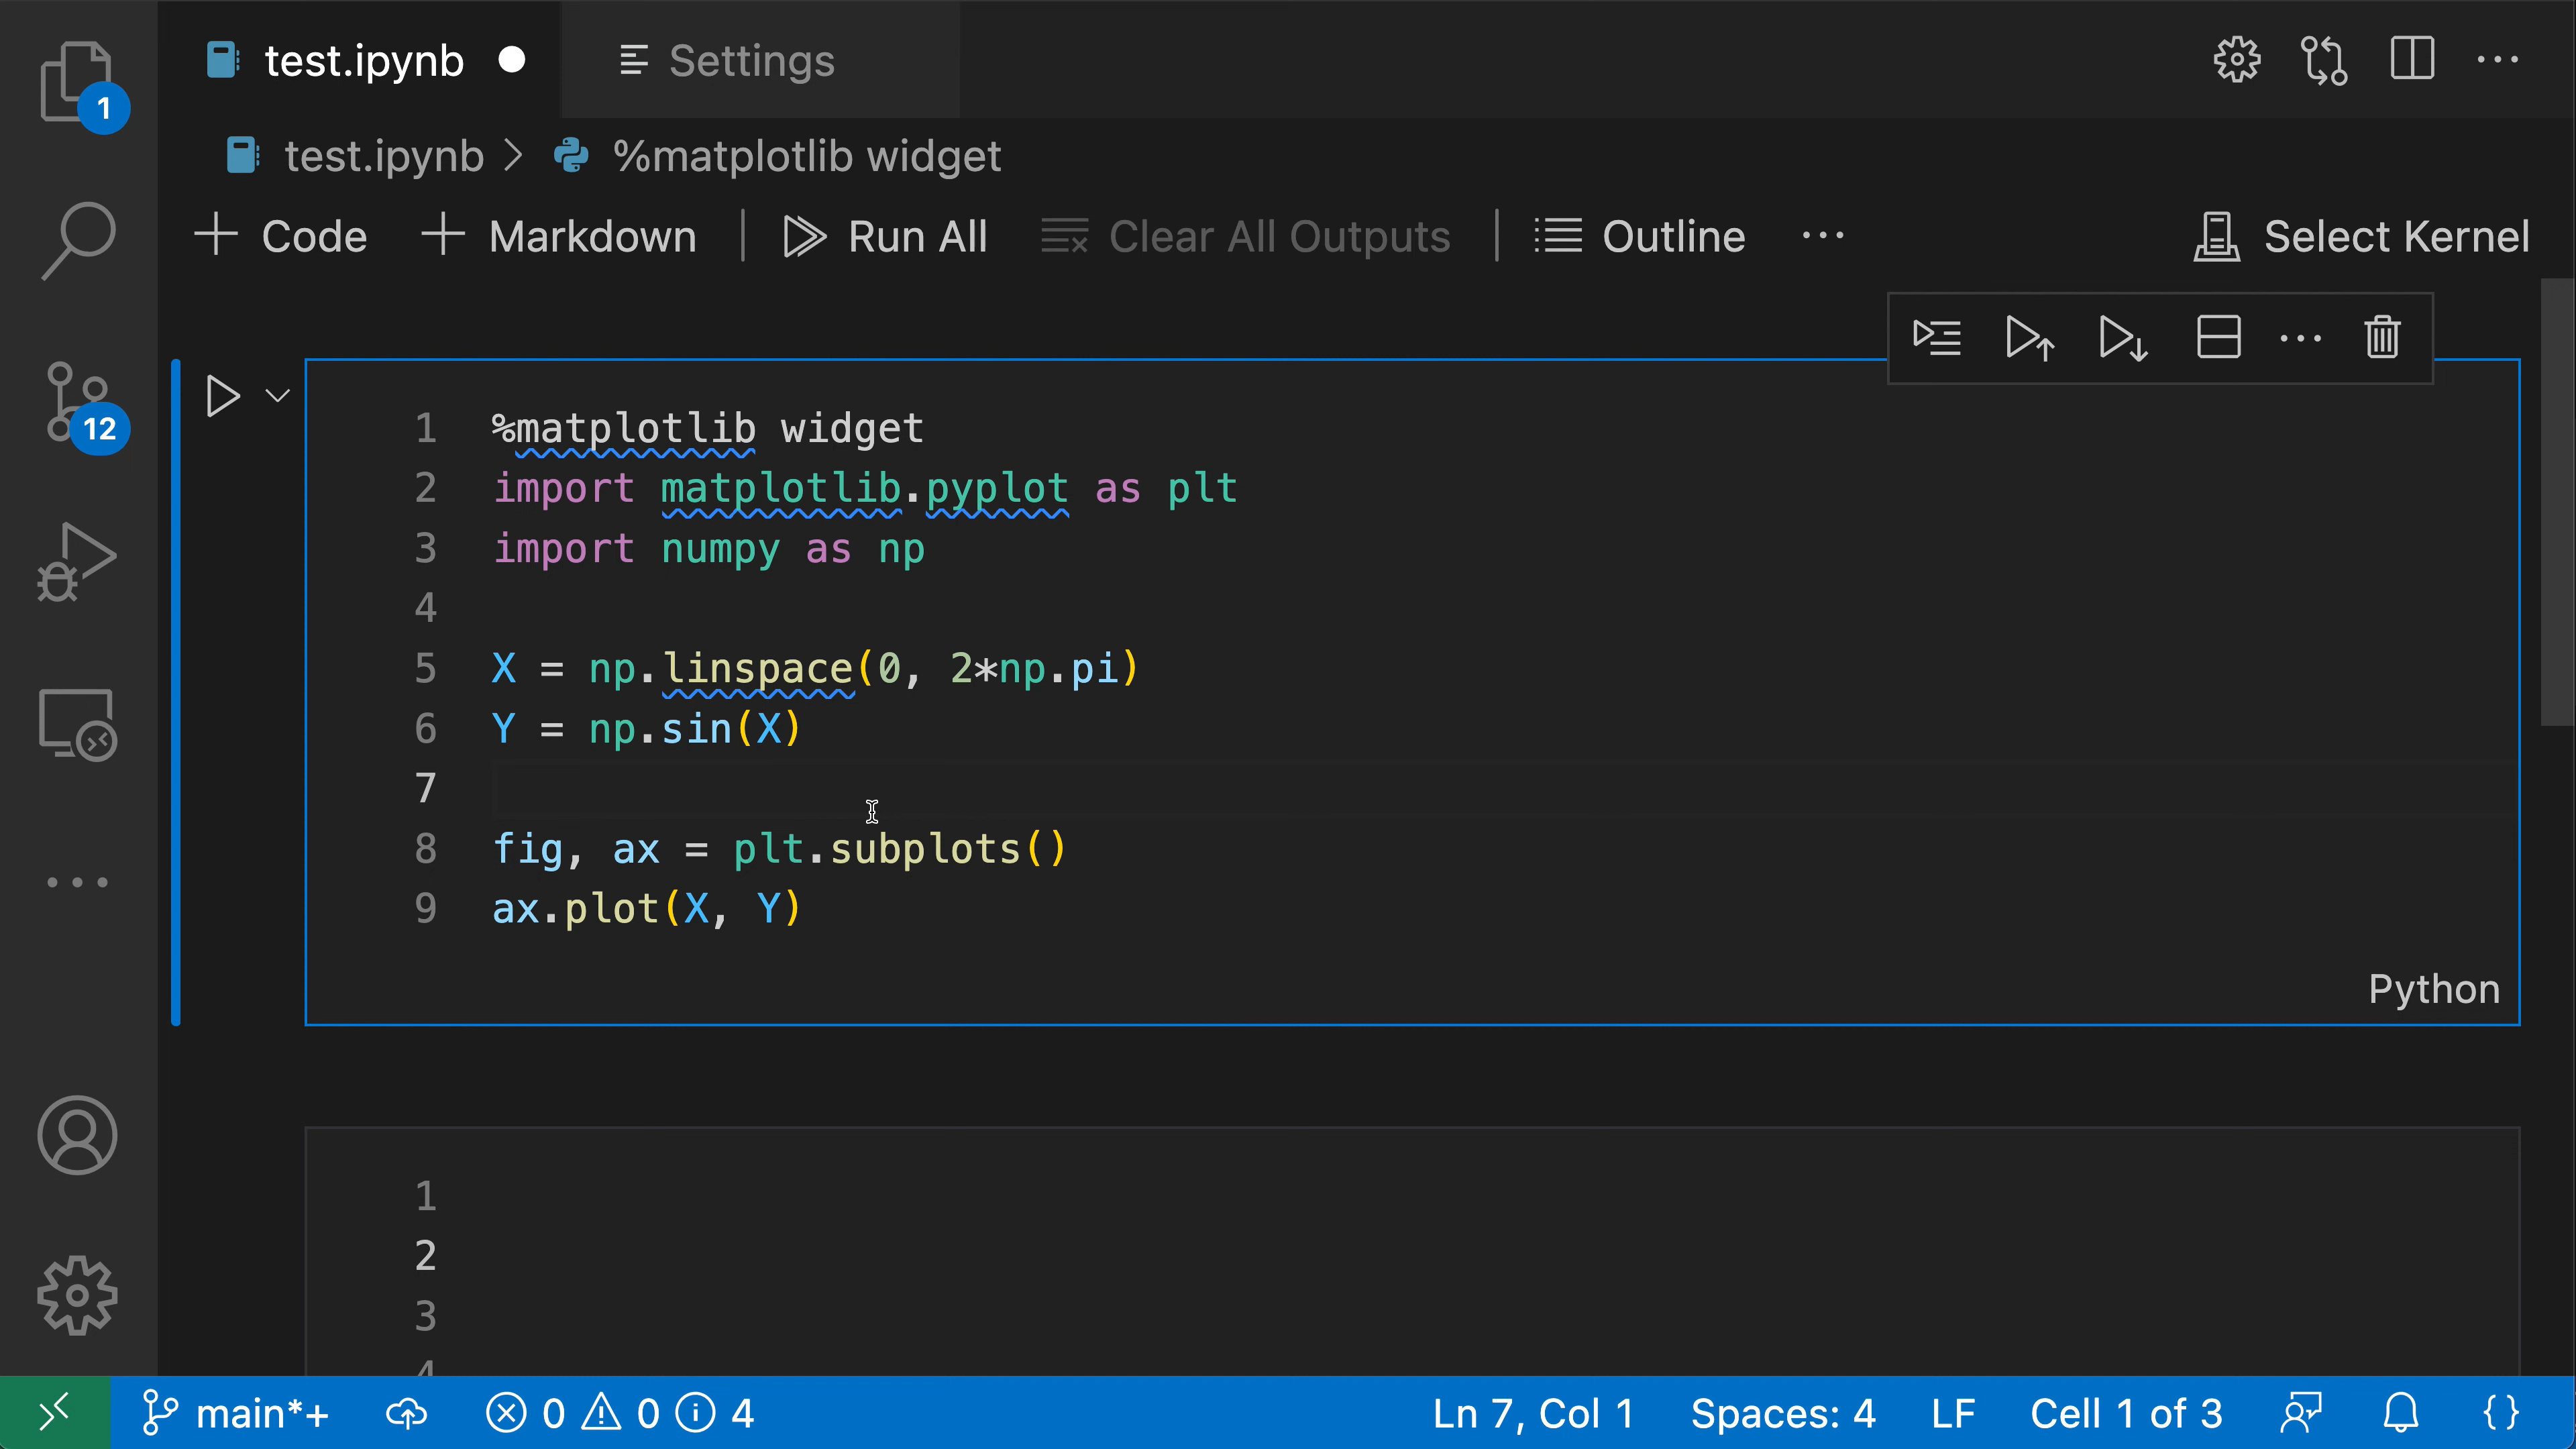 test.ipynb Settings
1
test.ipynb > %matplotlib widget
Code Markdown Run All Clear All Outputs Outline ... Select Kernel
12
1 %matplotlib widget
2 import matplotlib.pyplot as plt
3 import numpy as np
4
5 X = np.linspace(0, 2*np.pi)
6 Y = np.sin(X)
7
8 fig, ax = plt.subplots()
9 ax.plot(X, Y)
Python
1
2
3
4
main*+ 0 0 4 Ln 7, Col 1 Spaces: 4 LF Cell 1 of 3 {}